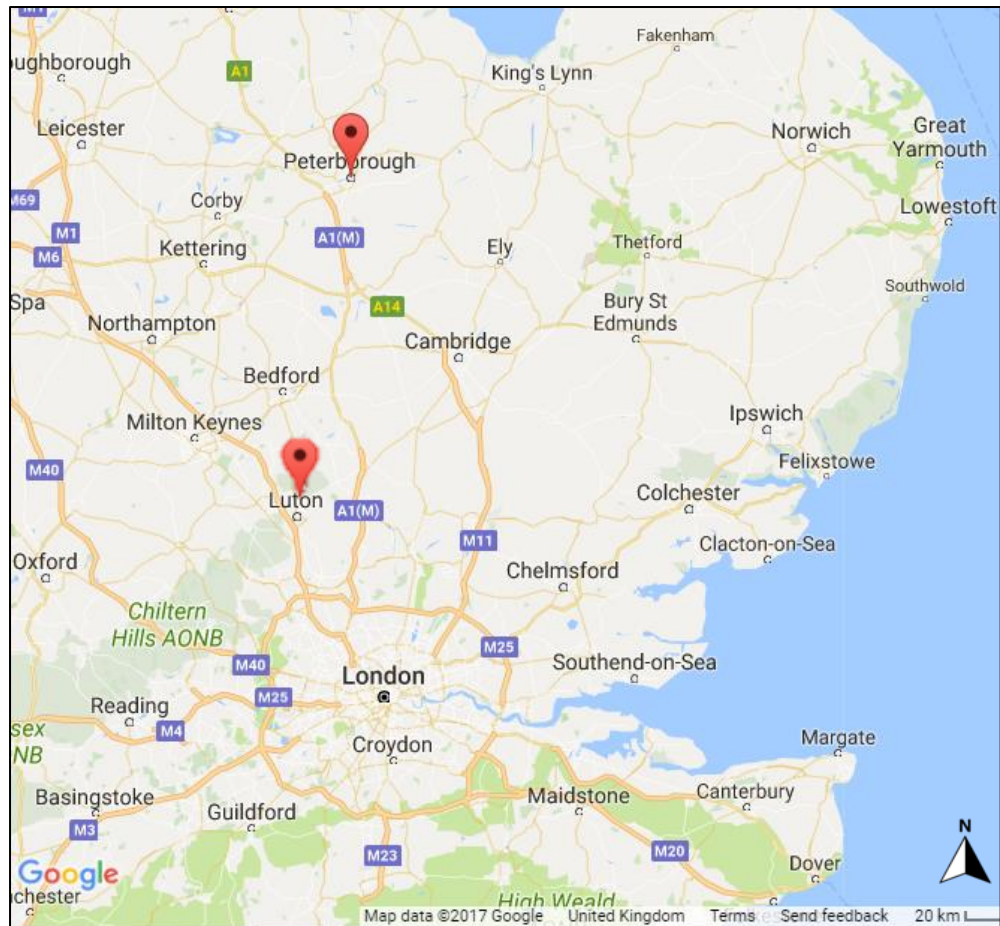 M1
Fakenham
oughborough
A1
King's Lynn
Leicester
Norwich
Great
Yarmouth
Peterborough
M69
Corby
Lowestoft
M1
A1(M)
M6
Kettering
Ely
Thetford
Spa
Southwold
A14
Bury St
Edmunds
Northampton
Cambridge
Bedford
Milton Keynes
Ipswich
M40
Felixstowe
Luton
Colchester
A1(M)
M11
Clacton-on-Sea
Oxford
Chelmsford
Chiltern
Hills AONB
M25
M40
Southend-on-Sea
London
M25
Reading
M4
sex
NB
Croydon
Margate
Basingstoke
Maidstone
Canterbury
Guildford
M3
N
M23
M20
Dover
Google
nchester
High Weald
Map data ©2017 Google United Kingdom Terms Send feedback 20 km